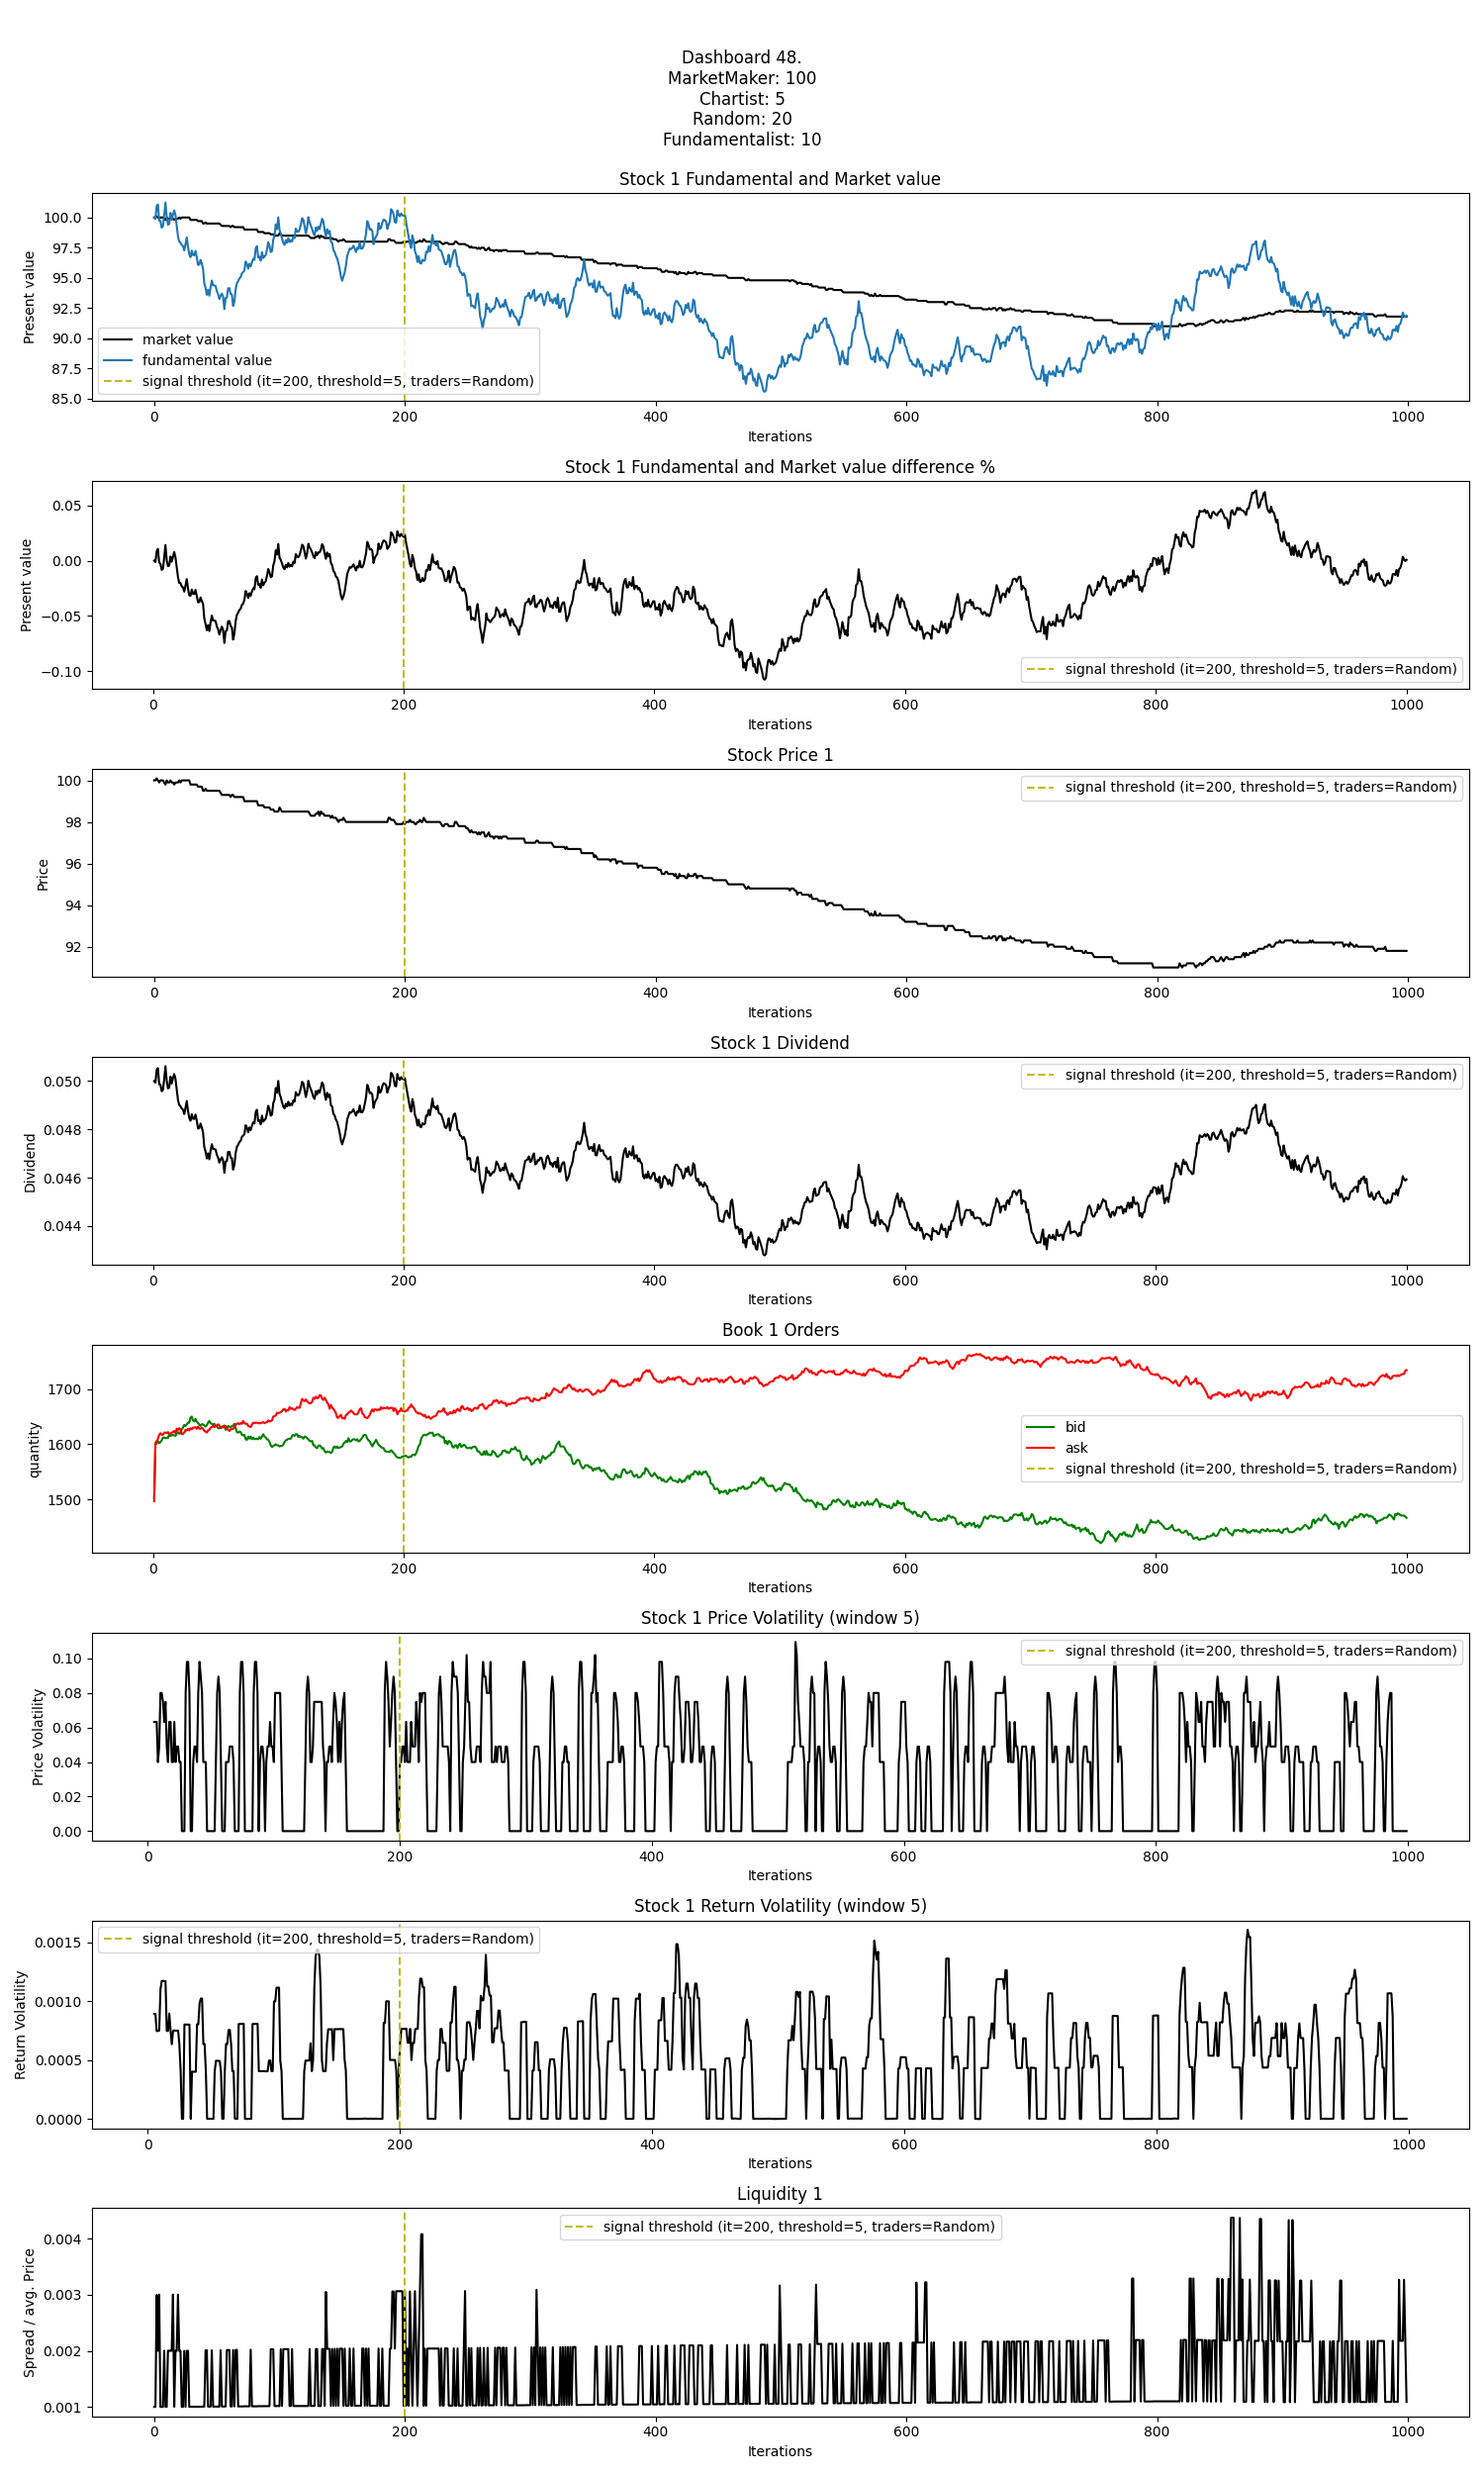 Dashboard 48.
MarketMaker: 100
Chartist: 5
Random: 20
Fundamentalist: 10
Stock 1 Fundamental and Market value
Present value
100.0
97.5
95.0
92.5
90.0
87.5
85.0
market value
fundamental value
signal threshold (it=200, threshold=5, traders=Random)
0 200 400 600 800 1000
Iterations
Stock 1 Fundamental and Market value difference %
Present value
0.05
0.00
−0.05
−0.10
signal threshold (it=200, threshold=5, traders=Random)
0 200 400 600 800 1000
Iterations
Stock Price 1
Price
100
98
96
94
92
signal threshold (it=200, threshold=5, traders=Random)
0 200 400 600 800 1000
Iterations
Stock 1 Dividend
Dividend
0.050
0.048
0.046
0.044
signal threshold (it=200, threshold=5, traders=Random)
0 200 400 600 800 1000
Iterations
Book 1 Orders
quantity
1700
1600
1500
bid
ask
signal threshold (it=200, threshold=5, traders=Random)
0 200 400 600 800 1000
Iterations
Stock 1 Price Volatility (window 5)
Price Volatility
0.10
0.08
0.06
0.04
0.02
0.00
signal threshold (it=200, threshold=5, traders=Random)
0 200 400 600 800 1000
Iterations
Stock 1 Return Volatility (window 5)
Return Volatility
0.0015
0.0010
0.0005
0.0000
signal threshold (it=200, threshold=5, traders=Random)
0 200 400 600 800 1000
Iterations
Liquidity 1
Spread / avg. Price
0.004
0.003
0.002
0.001
signal threshold (it=200, threshold=5, traders=Random)
0 200 400 600 800 1000
Iterations